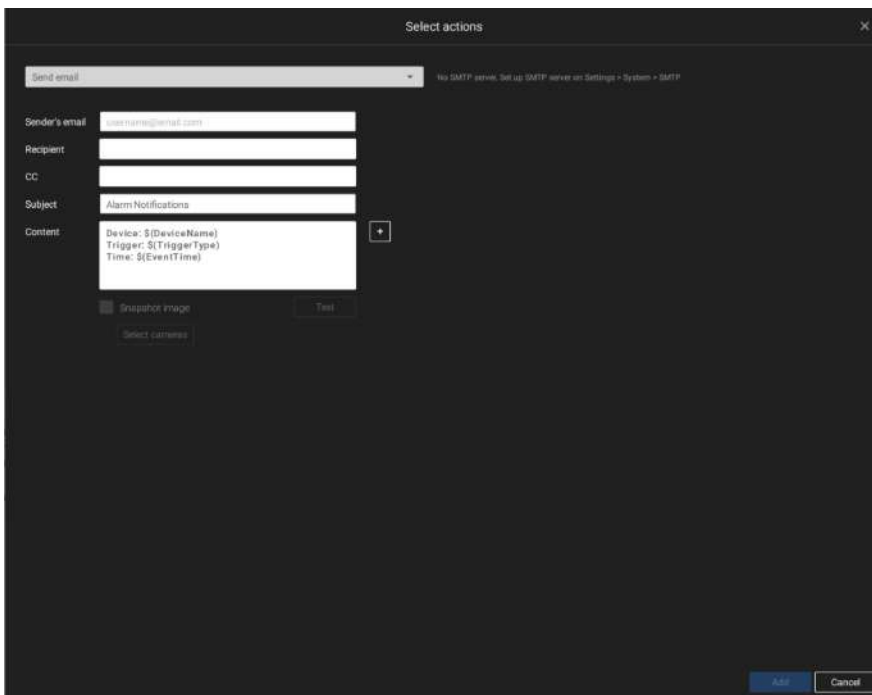 Select actions
Send email
No SMTP server. Set up SMTP server on Settings > System > SMTP
Sender's email
username@email.com
Recipient
CC
Subject
Alarm Notifications
Content
Device: $(DeviceName)
Trigger: $(TriggerType)
Time: $(EventTime)
+
Snapshot image
Test
Select cameras
Add
Cancel